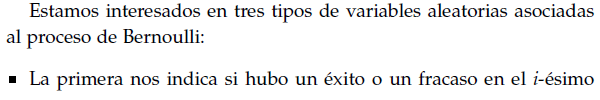 Estamos interesados en tres tipos de variables aleatorias asociadas
al proceso de Bernoulli:
▪ La primera nos indica si hubo un éxito o un fracaso en el i-ésimo